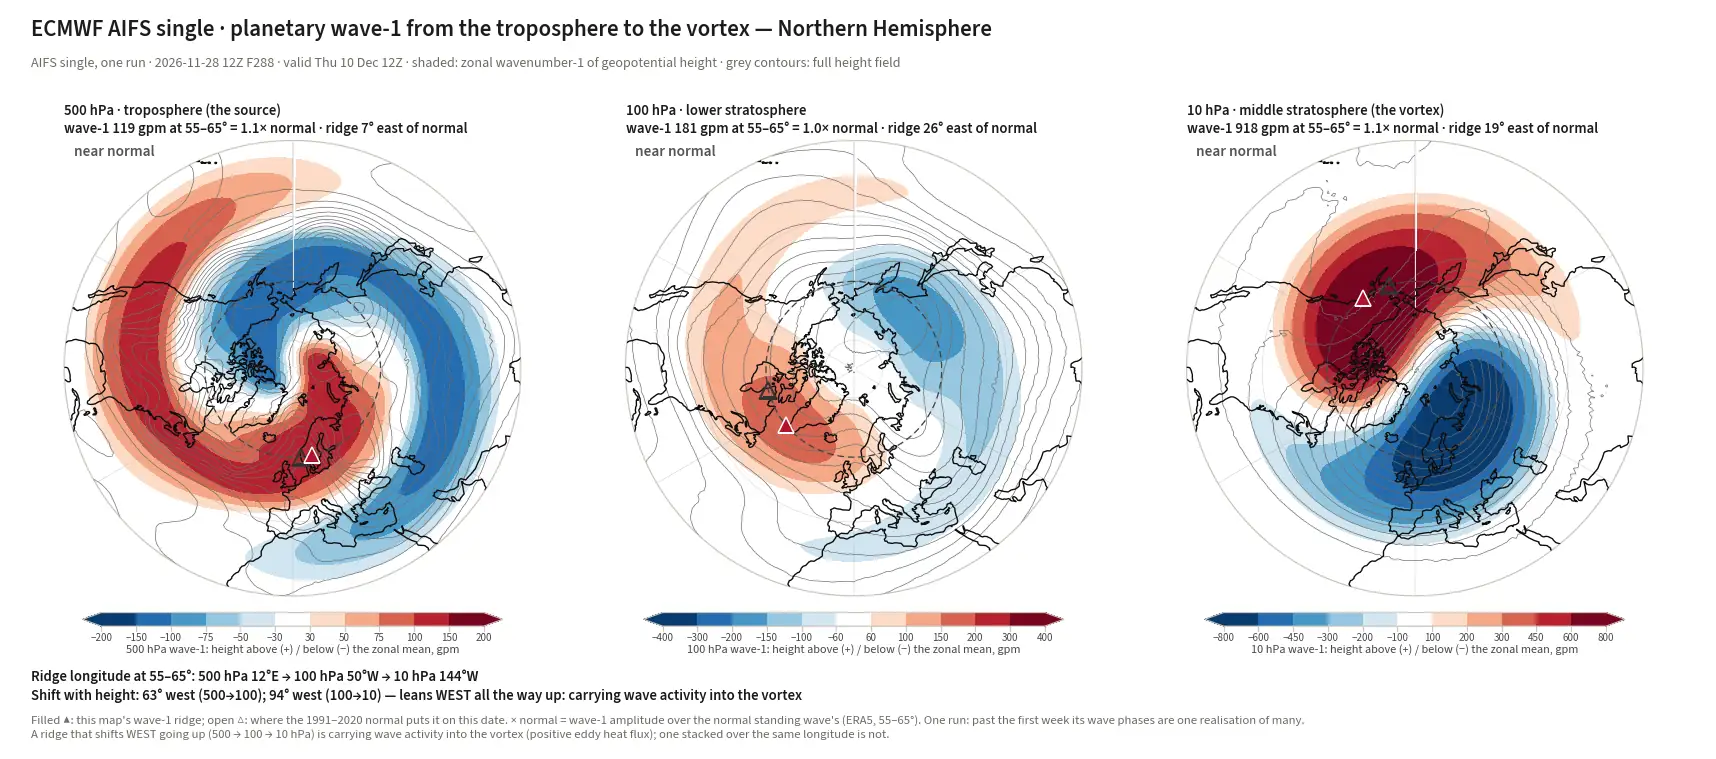 ECMWF AIFS single · planetary wave-1 from the troposphere to the vortex — Northern Hemisphere
AIFS single, one run · 2026-11-28 12Z F288 · valid Thu 10 Dec 12Z · shaded: zonal wavenumber-1 of geopotential height · grey contours: full height field
500 hPa · troposphere (the source)
wave-1 119 gpm at 55–65° = 1.1× normal · ridge 7° east of normal
near normal
100 hPa · lower stratosphere
wave-1 181 gpm at 55–65° = 1.0× normal · ridge 26° east of normal
near normal
10 hPa · middle stratosphere (the vortex)
wave-1 918 gpm at 55–65° = 1.1× normal · ridge 19° east of normal
near normal
−200 −150 −100 −75 −50 −30 30 50 75 100 150 200
500 hPa wave-1: height above (+) / below (−) the zonal mean, gpm
−400 −300 −200 −150 −100 −60 60 100 150 200 300 400
100 hPa wave-1: height above (+) / below (−) the zonal mean, gpm
−800 −600 −450 −300 −200 −100 100 200 300 450 600 800
10 hPa wave-1: height above (+) / below (−) the zonal mean, gpm
Ridge longitude at 55–65°: 500 hPa 12°E → 100 hPa 50°W → 10 hPa 144°W
Shift with height: 63° west (500→100); 94° west (100→10) — leans WEST all the way up: carrying wave activity into the vortex
Filled ▲: this map's wave-1 ridge; open △: where the 1991–2020 normal puts it on this date. × normal = wave-1 amplitude over the normal standing wave's (ERA5, 55–65°). One run: past the first week its wave phases are one realisation of many.
A ridge that shifts WEST going up (500 → 100 → 10 hPa) is carrying wave activity into the vortex (positive eddy heat flux); one stacked over the same longitude is not.